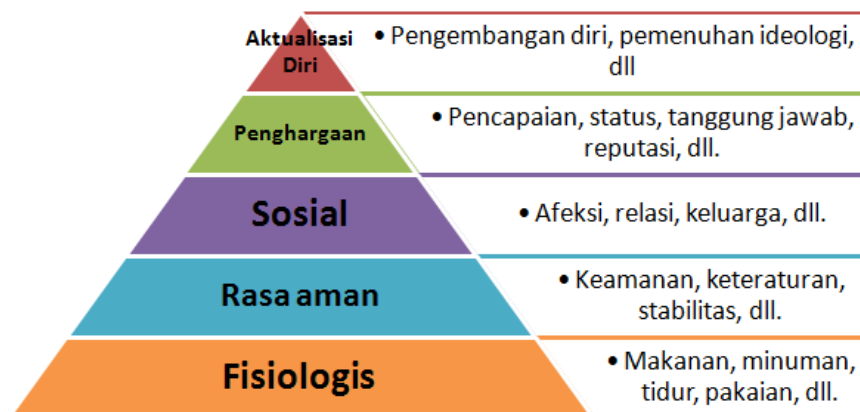 Aktualisasi
Diri
• Pengembangan diri, pemenuhan ideologi,
dll
Penghargaan
• Pencapaian, status, tanggung jawab,
reputasi, dll.
Sosial
• Afeksi, relasi, keluarga, dll.
Rasa aman
• Keamanan, keteraturan,
stabilitas, dll.
Fisiologis
• Makanan, minuman,
tidur, pakaian, dll.